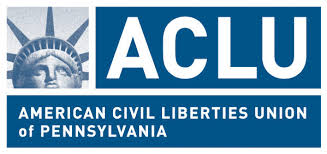 ACLU
AMERICAN CIVIL LIBERTIES UNION
of PENNSYLVANIA